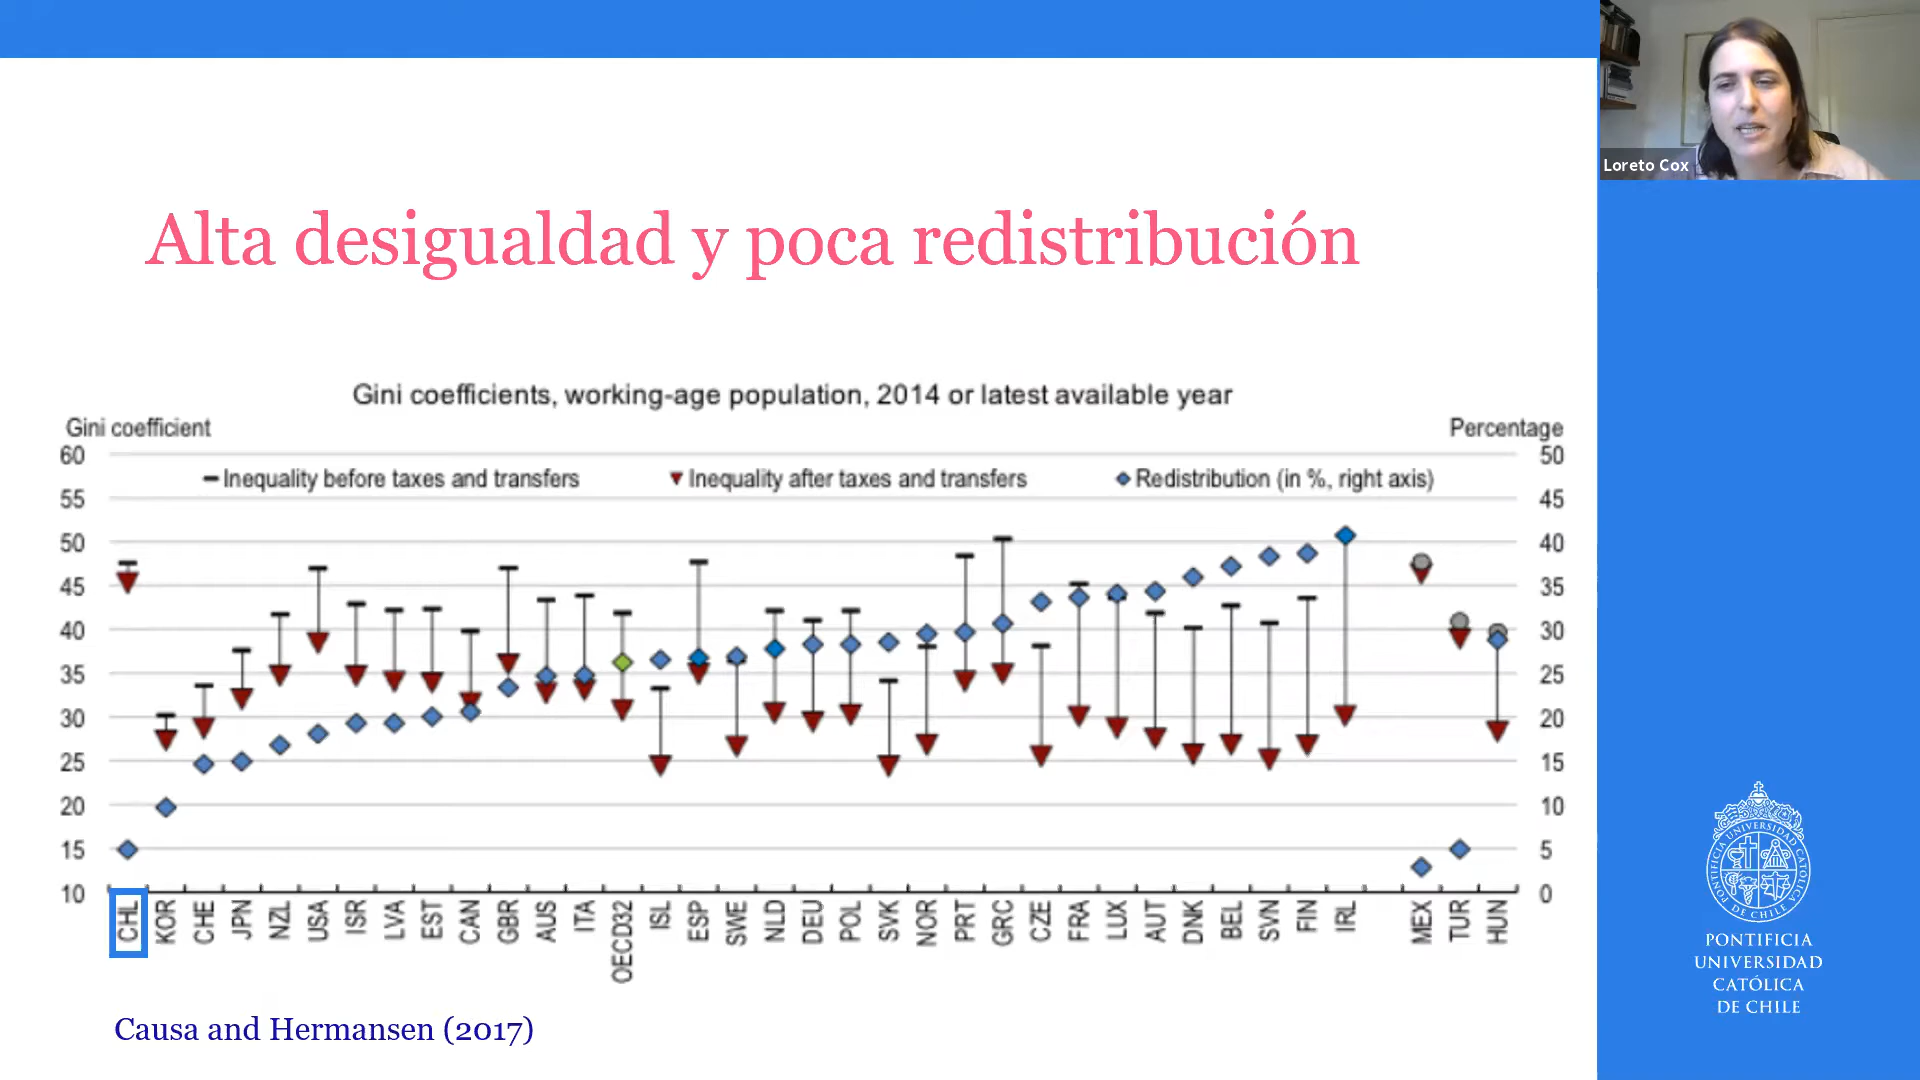 Loreto Cox
Alta desigualdad y poca redistribución
Gini coefficients, working-age population, 2014 or latest available year
Gini coefficient
Percentage
Inequality before taxes and transfers
Inequality after taxes and transfers
Redistribution (in %, right axis)
60 50
55 45
50 40
45 35
40 30
35 25
30 20
25 15
20 10
15 5
10 0
CHL KOR CHE JPN NZL USA ISR LVA EST CAN GBR AUS ITA OECD32 ISL ESP SWE NLD DEU POL SVK NOR PRT GRC CZE FRA LUX AUT DNK BEL SVN FIN IRL MEX TUR HUN
Causa and Hermansen (2017)
PONTIFICIA UNIVERSIDAD CATÓLICA DE CHILE
PONTIFICIA
UNIVERSIDAD
CATÓLICA
DE CHILE